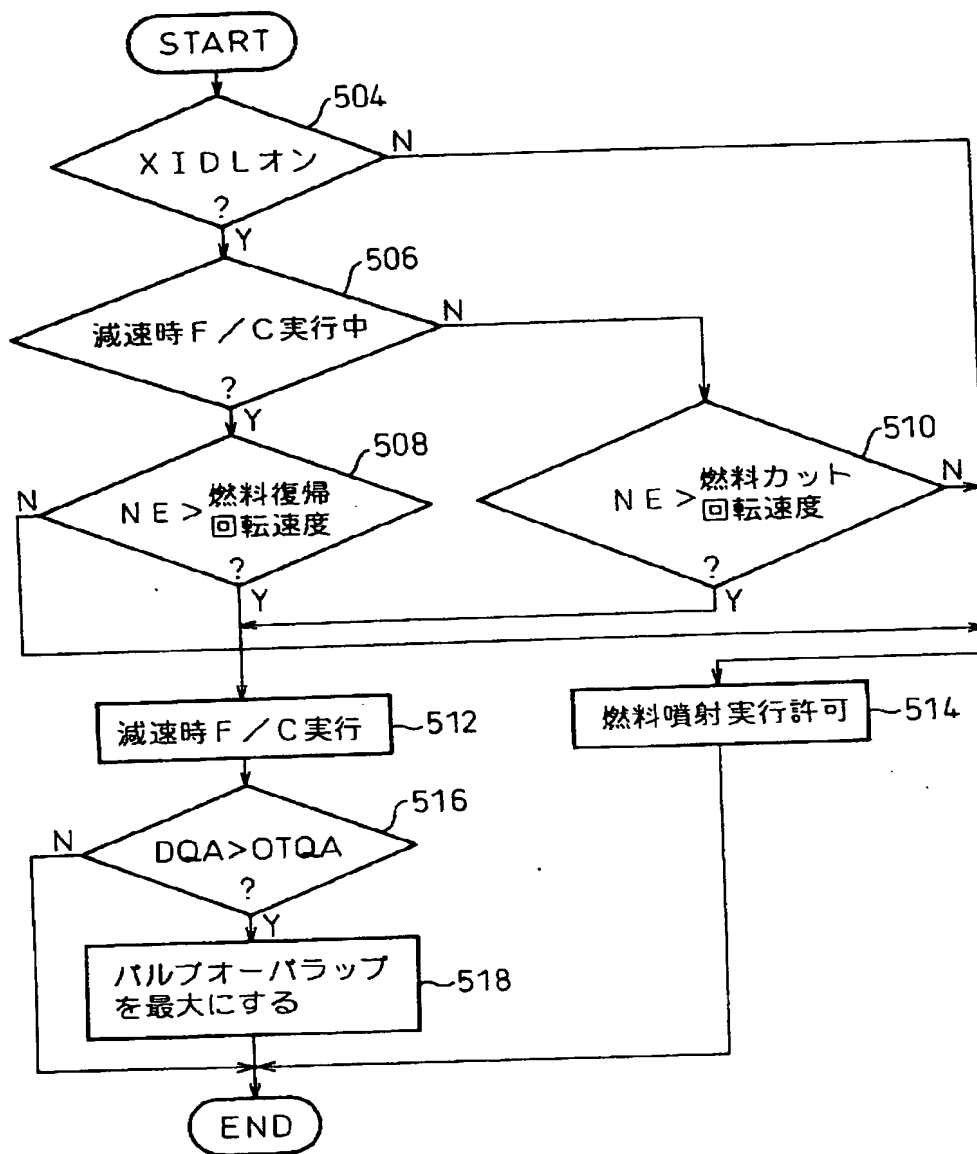 START
504
XIDLオン
N
?
Y
506
減速時F/C実行中
N
?
Y
508
N
NE>燃料復帰
回転速度
?
Y
510
NE>燃料カット
回転速度
N
?
Y
減速時F/C実行
512
燃料噴射実行許可
514
516
N
DQA>OTQA
?
Y
バルブオーバラップ
を最大にする
518
END